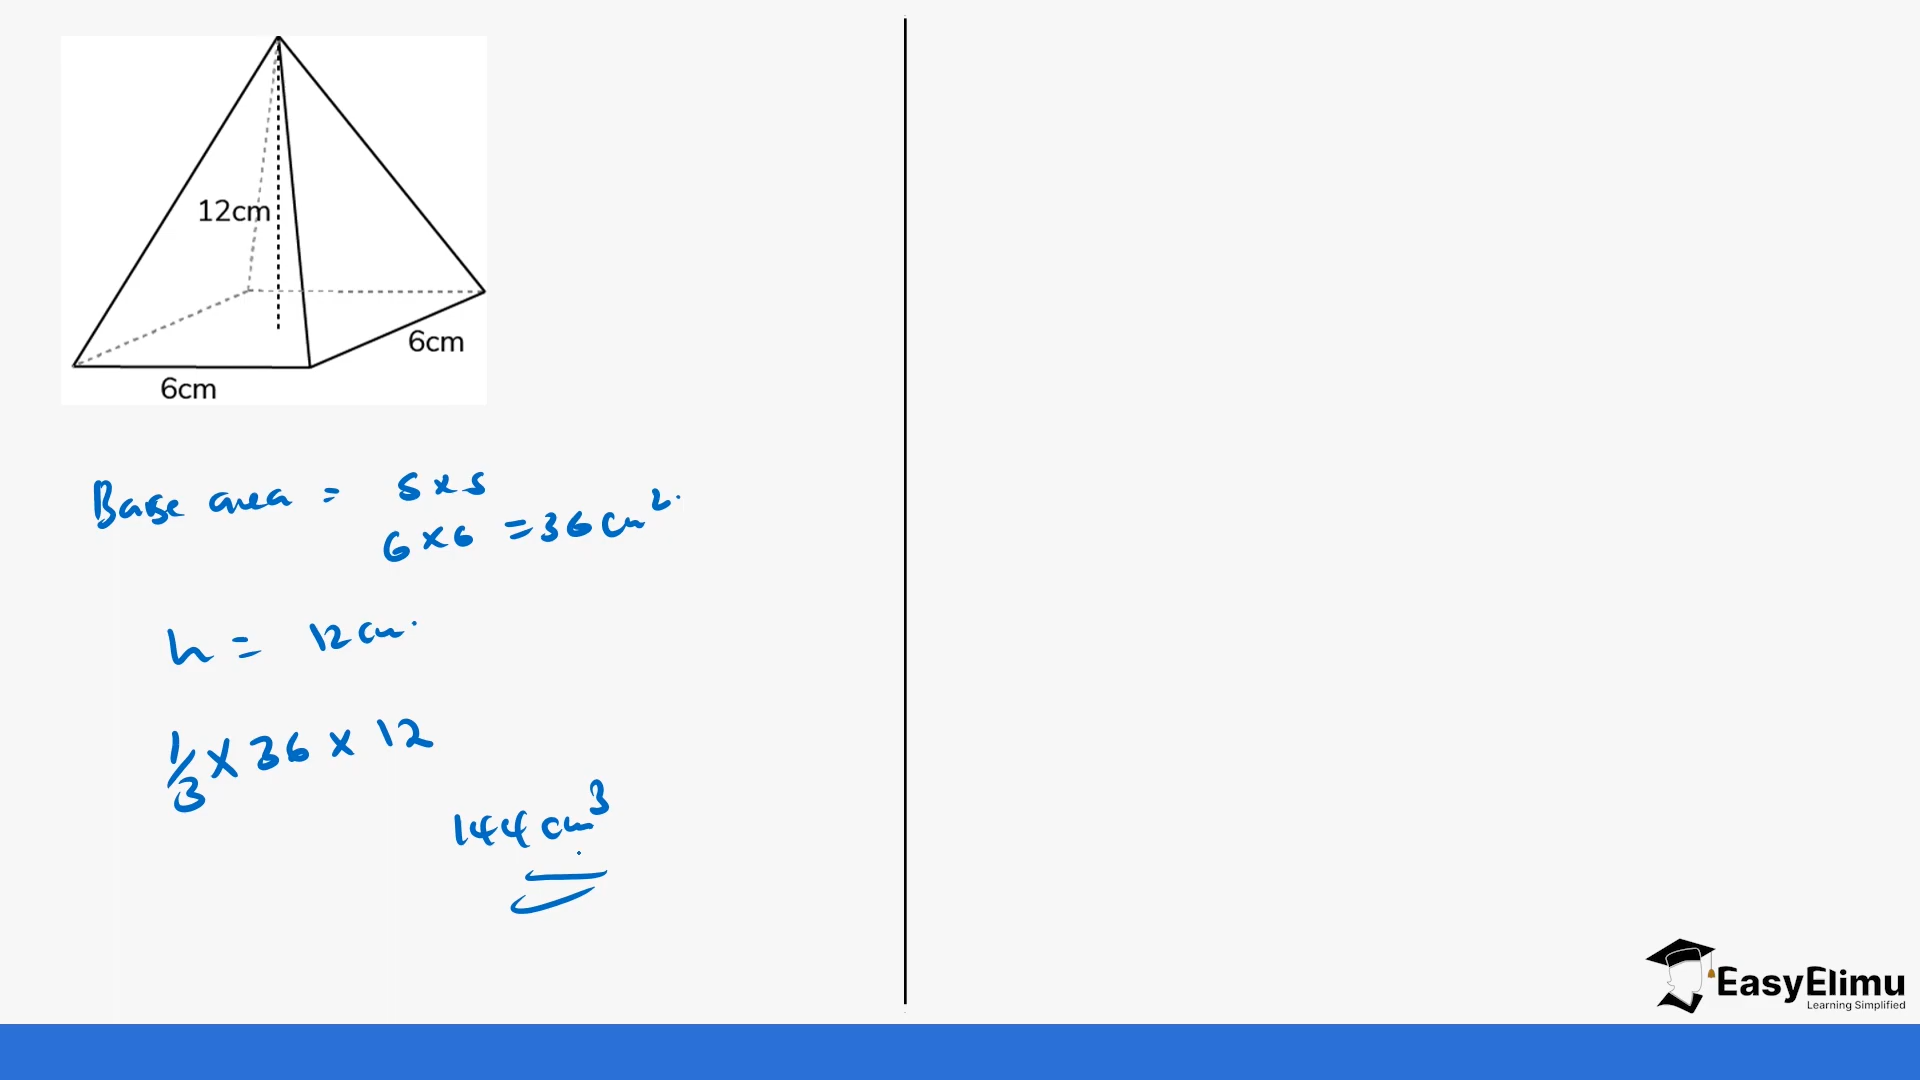 12cm
6cm
6cm
Base area = s x s
6 x 6 = 36 cm².
h = 12 cm.
1/3 x 36 x 12
144 cm³
EasyElimu
Learning Simplified